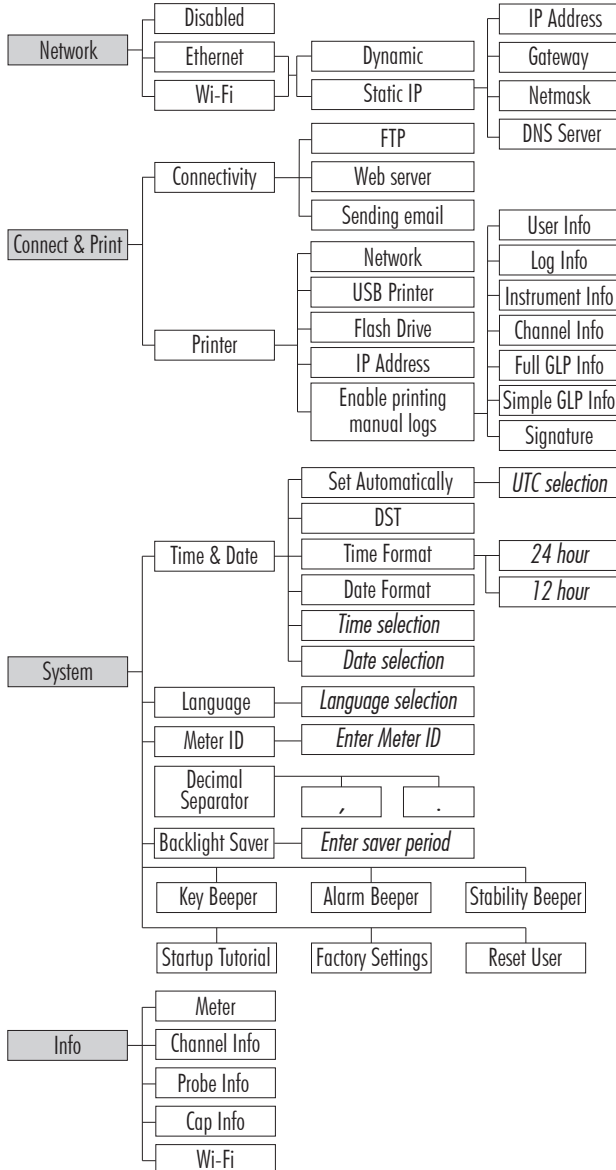 Network
Disabled
Ethernet
Wi-Fi
Dynamic
Static IP
IP Address
Gateway
Netmask
DNS Server
Connect & Print
Connectivity
FTP
Web server
Sending email
Printer
Network
USB Printer
Flash Drive
IP Address
Enable printing
manual logs
User Info
Log Info
Instrument Info
Channel Info
Full GLP Info
Simple GLP Info
Signature
System
Time & Date
Set Automatically
UTC selection
DST
Time Format
24 hour
12 hour
Date Format
Time selection
Date selection
Language
Language selection
Meter ID
Enter Meter ID
Decimal
Separator
,
.
Backlight Saver
Enter saver period
Key Beeper
Alarm Beeper
Stability Beeper
Startup Tutorial
Factory Settings
Reset User
Info
Meter
Channel Info
Probe Info
Cap Info
Wi-Fi